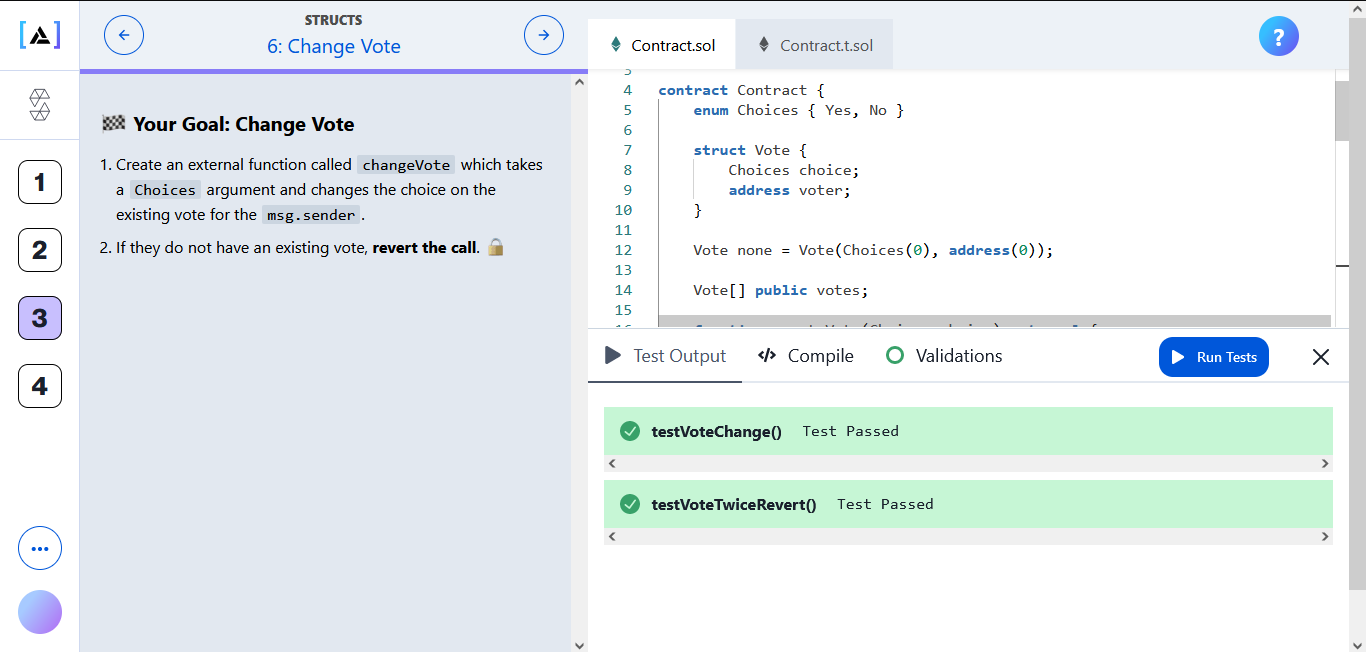 STRUCTS
6: Change Vote
1
2
3
4
Your Goal: Change Vote
1. Create an external function called changeVote which takes
a Choices argument and changes the choice on the
existing vote for the msg.sender.
2. If they do not have an existing vote, revert the call.
Contract.sol
Contract.t.sol
?
3
4 contract Contract {
5 enum Choices { Yes, No }
6
7 struct Vote {
8 Choices choice;
9 address voter;
10 }
11
12 Vote none = Vote(Choices(0), address(0));
13
14 Vote[] public votes;
15
Test Output
Compile
Validations
Run Tests
testVoteChange() Test Passed
testVoteTwiceRevert() Test Passed